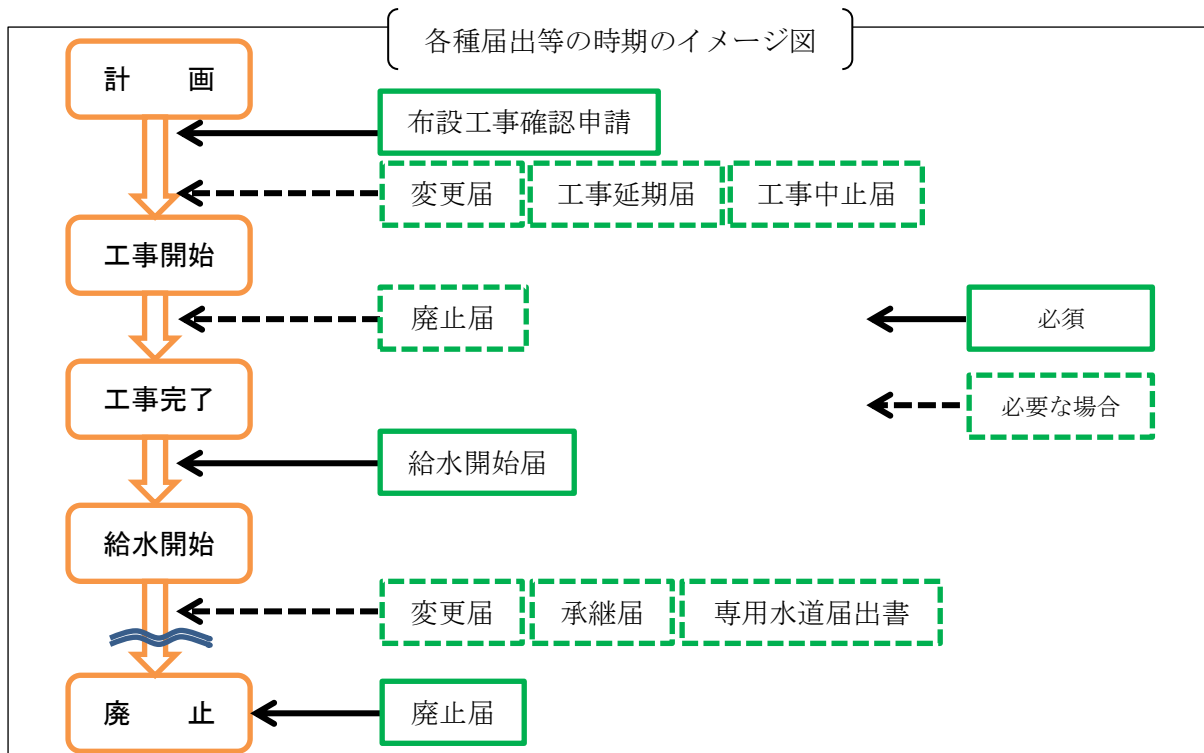 各種届出等の時期のイメージ図
計　　画
布設工事確認申請
変更届　工事延期届　工事中止届
工事開始
廃止届
必須
工事完了
必要な場合
給水開始届
給水開始
変更届　承継届　専用水道届出書
廃　　止
廃止届